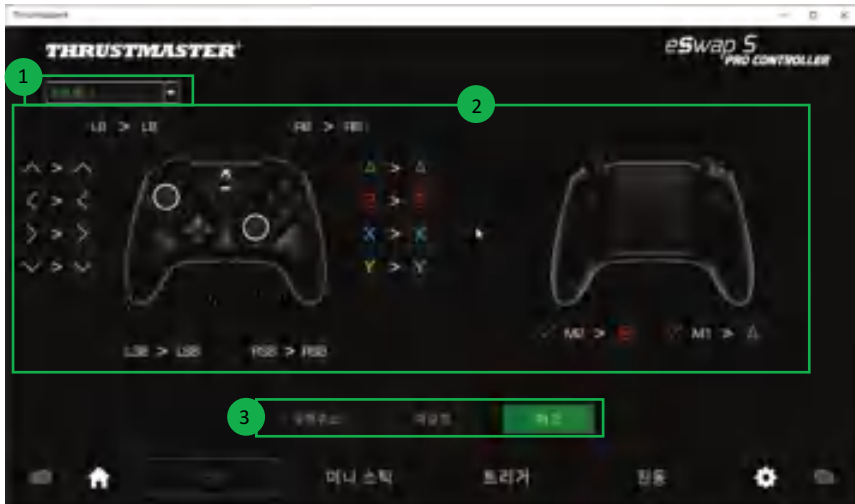 Thrustmaster
THRUSTMASTER
eSwap S
PRO CONTROLLER
1
2
LB > LB
RB > RB
A > A
B > B
X > X
Y > Y
M2 > B
M1 > A
LSB > LSB
RSB > RSB
3
미니 스틱
트리거
진동